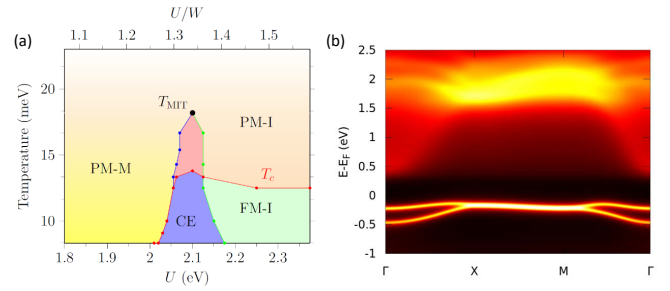 (a)
U/W
1.1 1.2 1.3 1.4 1.5
Temperature (meV)
20
15
10
T_MIT
PM-I
PM-M
T_c
CE
FM-I
1.8 1.9 2 2.1 2.2 2.3
U (eV)
(b)
E-E_F (eV)
2.5
2
1.5
1
0.5
0
-0.5
-1
Γ X M Γ